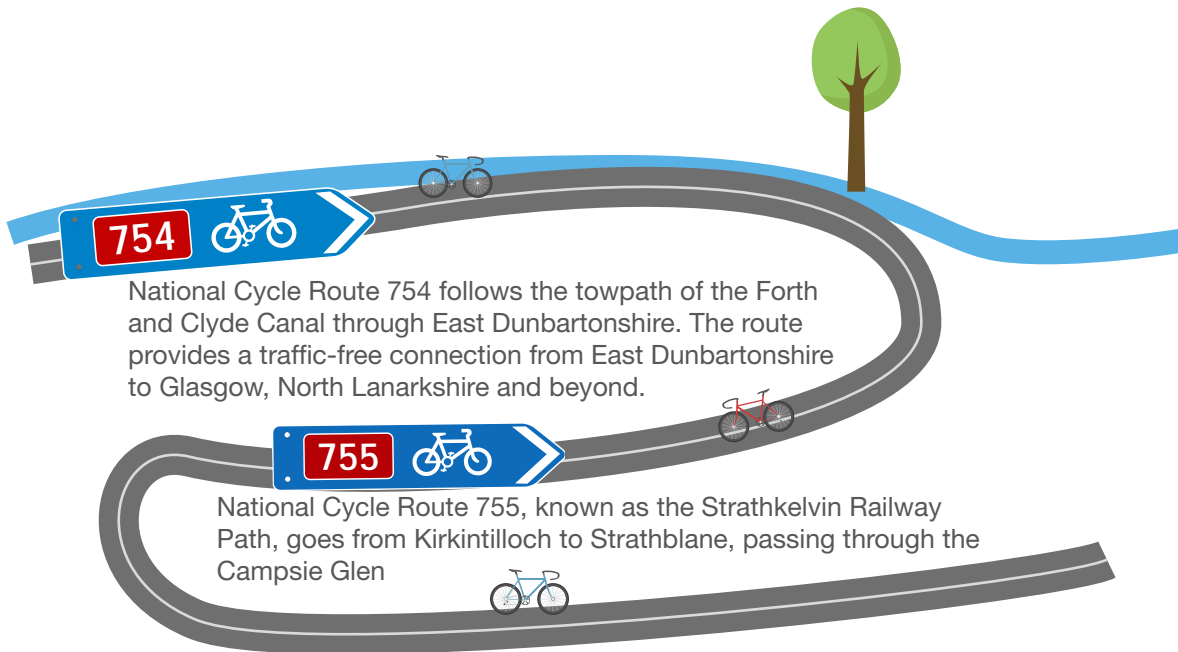 754
National Cycle Route 754 follows the towpath of the Forth
and Clyde Canal through East Dunbartonshire. The route
provides a traffic-free connection from East Dunbartonshire
to Glasgow, North Lanarkshire and beyond.
755
National Cycle Route 755, known as the Strathkelvin Railway
Path, goes from Kirkintilloch to Strathblane, passing through the
Campsie Glen